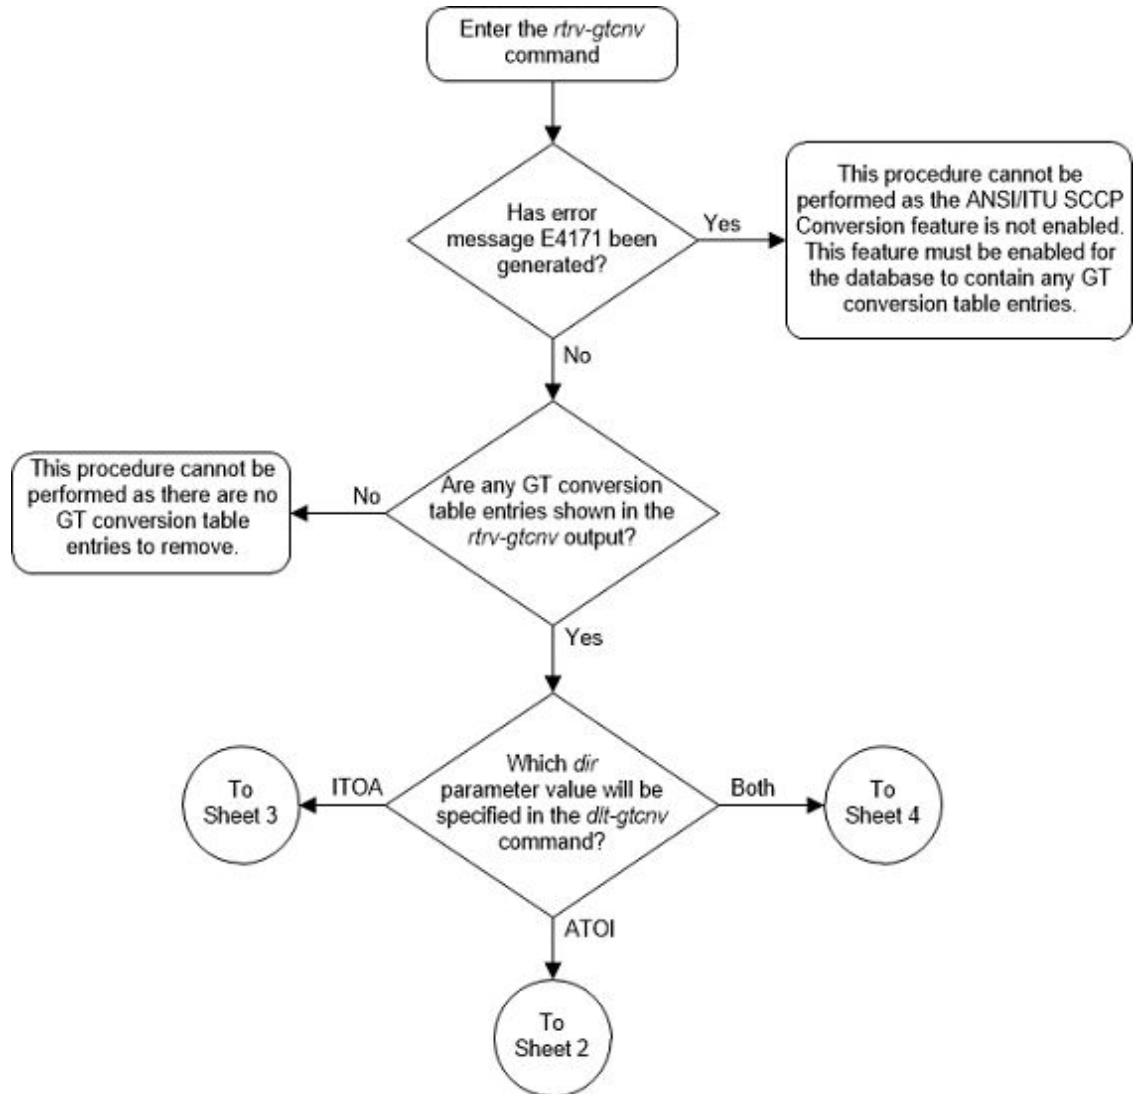 Enter the rtrv-gtcnv
command
Has error
message E4171 been
generated?
Yes
This procedure cannot be
performed as the ANSI/ITU SCCP
Conversion feature is not enabled.
This feature must be enabled for
the database to contain any GT
conversion table entries.
No
Are any GT conversion
table entries shown in the
rtrv-gtcnv output?
No
This procedure cannot be
performed as there are no
GT conversion table
entries to remove.
Yes
Which dir
parameter value will be
specified in the dlt-gtcnv
command?
ITOA
To
Sheet 3
Both
To
Sheet 4
ATOI
To
Sheet 2